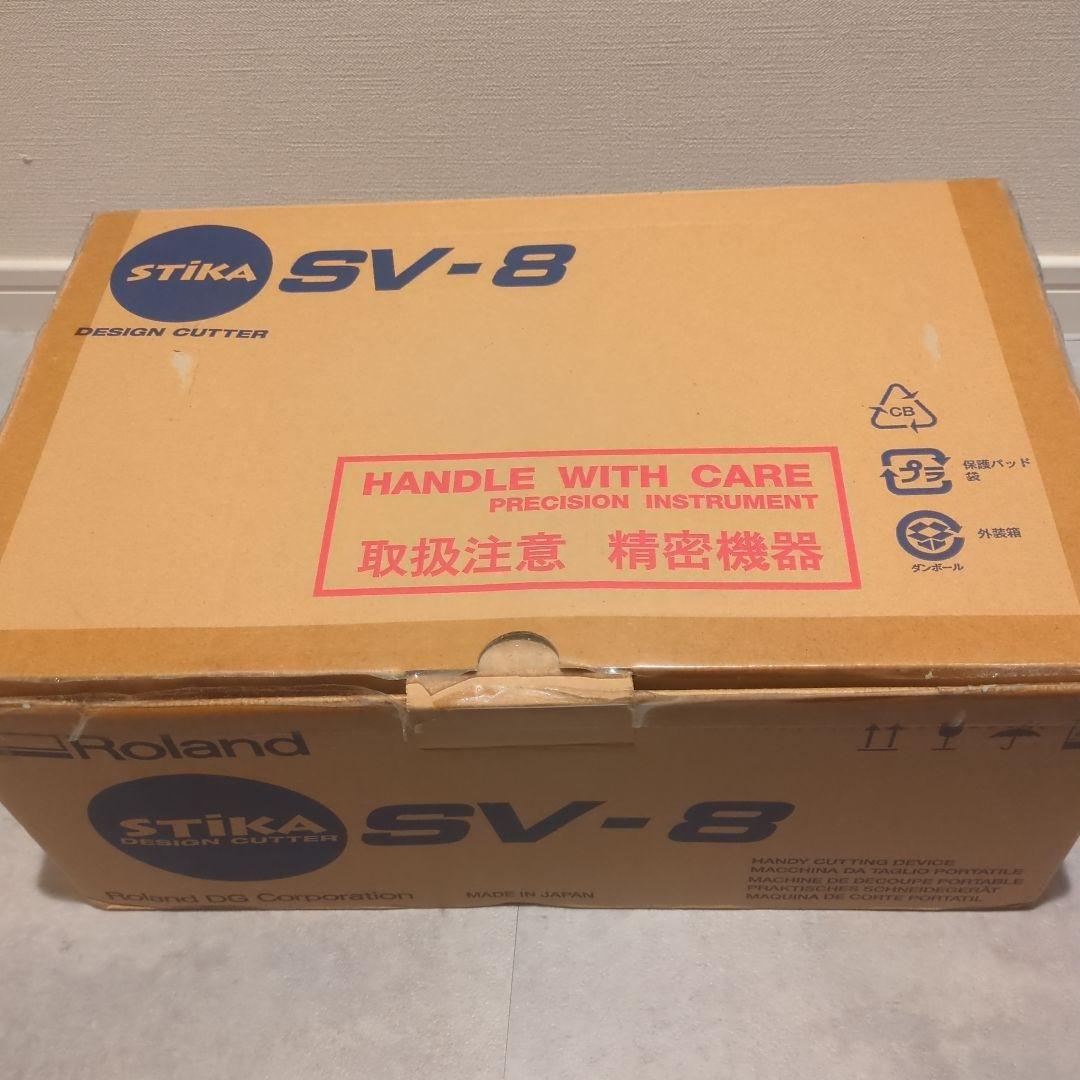 STiKA SV-8
DESIGN CUTTER
CB
HANDLE WITH CARE
PRECISION INSTRUMENT
取扱注意 精密機器
プラ
保護パッド
袋
外装箱
ダンボール
Roland
STiKA SV-8
DESIGN CUTTER
HANDY CUTTING DEVICE
MACCHINA DA TAGLIO PORTATILE
MACHINE DE DECOUPE PORTABLE
PRAKTISCHES SCHNEIDEGERÄT
MAQUINA DE CORTE PORTATIL
Roland DG Corporation
MADE IN JAPAN